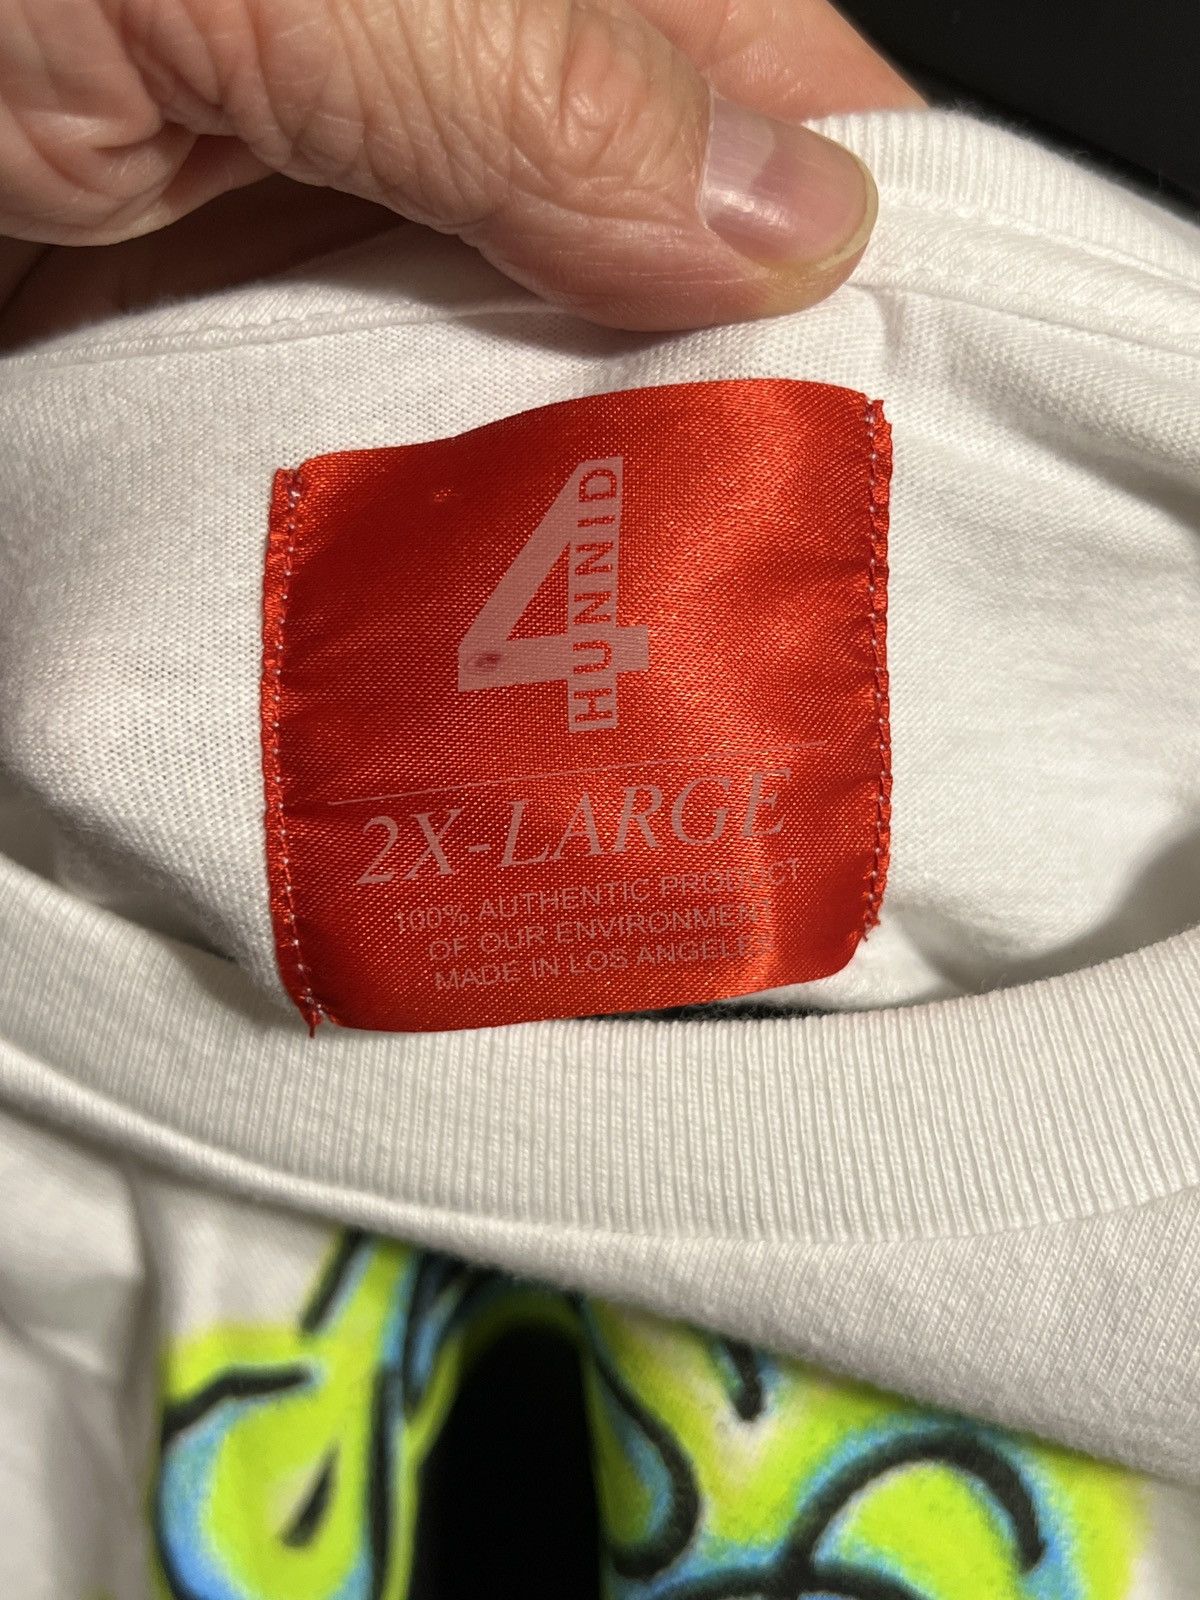 4
HUNNID
2X-LARGE
100% AUTHENTIC PRODUCT
OF OUR ENVIRONMENT
MADE IN LOS ANGELES